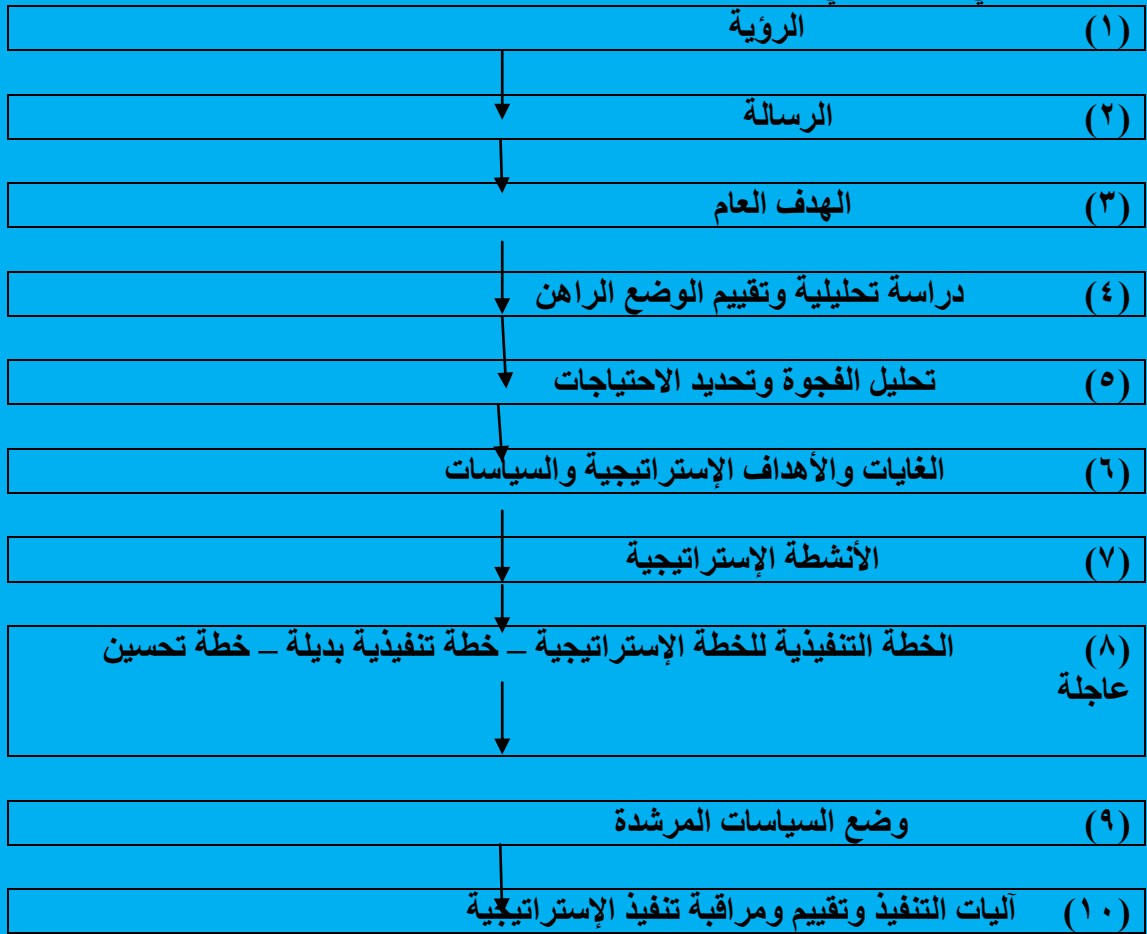 (١) الرؤية
(٢) الرسالة
(٣) الهدف العام
(٤) دراسة تحليلية وتقييم الوضع الراهن
(٥) تحليل الفجوة وتحديد الاحتياجات
(٦) الغايات والأهداف الإستراتيجية والسياسات
(٧) الأنشطة الإستراتيجية
(٨) الخطة التنفيذية للخطة الإستراتيجية – خطة تنفيذية بديلة – خطة تحسين
عاجلة
(٩) وضع السياسات المرشدة
(١٠) آليات التنفيذ وتقييم ومراقبة تنفيذ الإستراتيجية